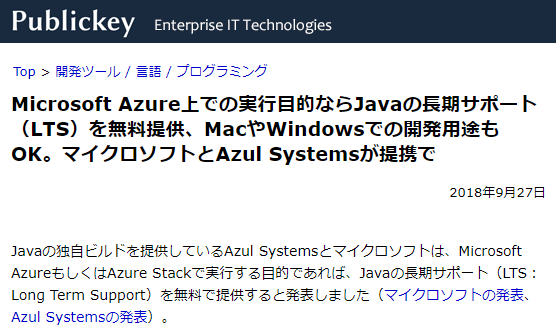 Publickey Enterprise IT Technologies
Top > 開発ツール / 言語 / プログラミング
Microsoft Azure上での実行目的ならJavaの長期サポート
（LTS）を無料提供、MacやWindowsでの開発用途も
OK。マイクロソフトとAzul Systemsが提携で
2018年9月27日
Javaの独自ビルドを提供しているAzul Systemsとマイクロソフトは、Microsoft
AzureもしくはAzure Stackで実行する目的であれば、Javaの長期サポート（LTS：
Long Term Support）を無料で提供すると発表しました（マイクロソフトの発表、
Azul Systemsの発表）。